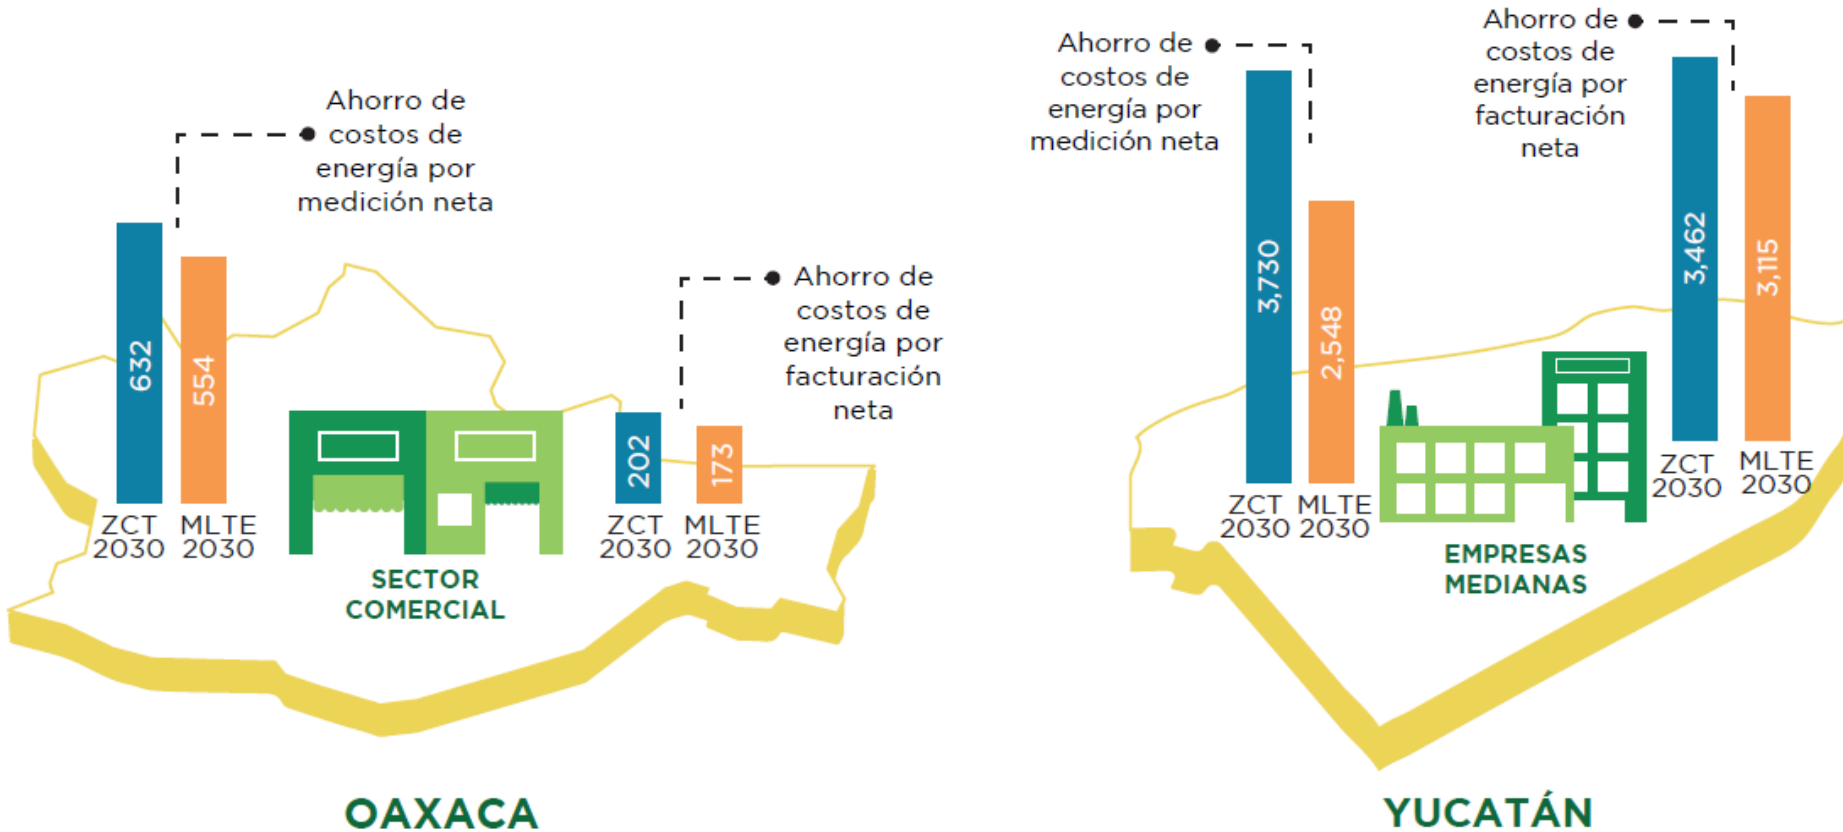 Ahorro de
costos de
energía por
medición neta
632
554
ZCT
2030
MLTE
2030
SECTOR
COMERCIAL
Ahorro de
costos de
energía por
facturación
neta
202
173
ZCT
2030
MLTE
2030
OAXACA
Ahorro de
costos de
energía por
medición neta
3,730
2,548
ZCT
2030
MLTE
2030
EMPRESAS
MEDIANAS
Ahorro de
costos de
energía por
facturación
neta
3,462
3,115
ZCT
2030
MLTE
2030
YUCATÁN